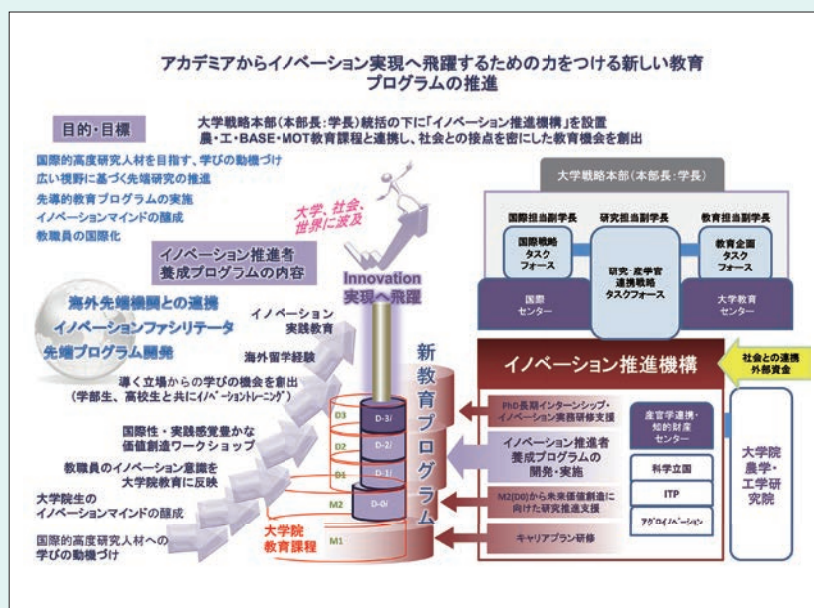 アカデミアからイノベーション実現へ飛躍するための力をつける新しい教育
プログラムの推進
目的・目標
大学戦略本部(本部長:学長)統括の下に「イノベーション推進機構」を設置
農・工・BASE・MOT教育課程と連携し、社会との接点を密にした教育機会を創出
国際的高度研究人材を目指す、学びの動機づけ
広い視野に基づく先端研究の推進
先導的教育プログラムの実施
イノベーションマインドの醸成
教職員の国際化
大学、社会、
世界に波及
イノベーション推進者
養成プログラムの内容
Innovation
実現へ飛躍
海外先端機関との連携
イノベーションファシリテータ
先端プログラム開発
イノベーション
実践教育
海外留学経験
導く立場からの学びの機会を創出
(学部生、高校生と共にイノベーショントレーニング)
国際性・実践感覚豊かな
価値創造ワークショップ
教職員のイノベーション意識を
大学院教育に反映
大学院生の
イノベーションマインドの醸成
国際的高度研究人材への
学びの動機づけ
新教育プログラム
D3
D-3i
D2
D-2i
D1
D-1i
M2
D-0i
M1
大学院
教育課程
大学戦略本部(本部長:学長)
国際担当副学長
研究担当副学長
教育担当副学長
国際戦略
タスク
フォース
研究・産学官
連携戦略
タスクフォース
教育企画
タスク
フォース
国際
センター
大学教育
センター
イノベーション推進機構
社会との連携
外部資金
PhD長期インターンシップ・
イノベーション実務研修支援
イノベーション推進者
養成プログラムの
開発・実施
M2(D0)から未来価値創造に
向けた研究推進支援
キャリアプラン研修
産官学連携・
知的財産
センター
科学立国
ITP
アグロイノベーション
大学院
農学・
工学研
究院